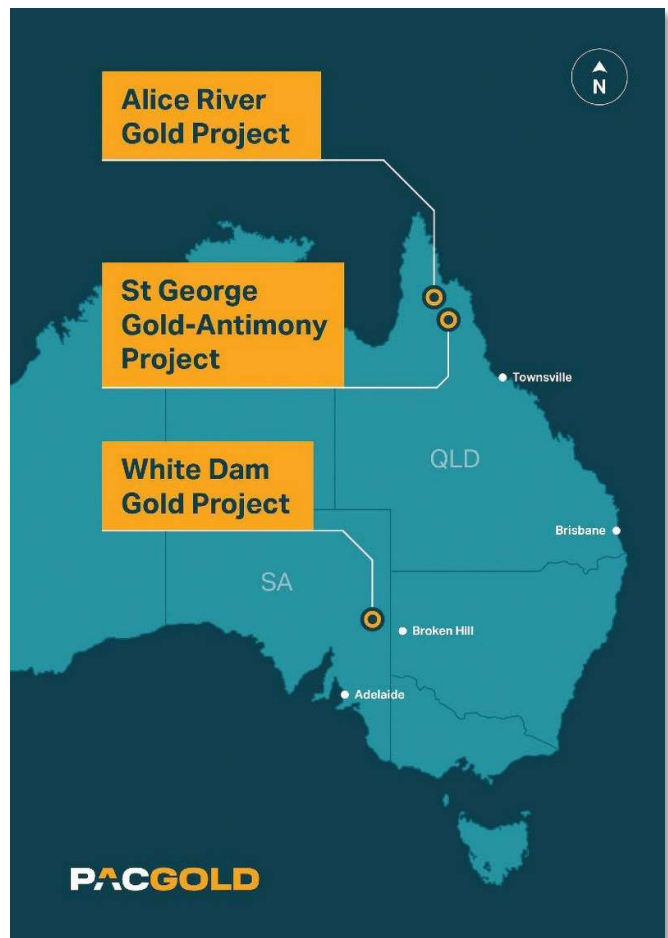 N
Alice River
Gold Project
St George
Gold-Antimony
Project
Townsville
White Dam
Gold Project
QLD
Brisbane
SA
Broken Hill
Adelaide
PACGOLD